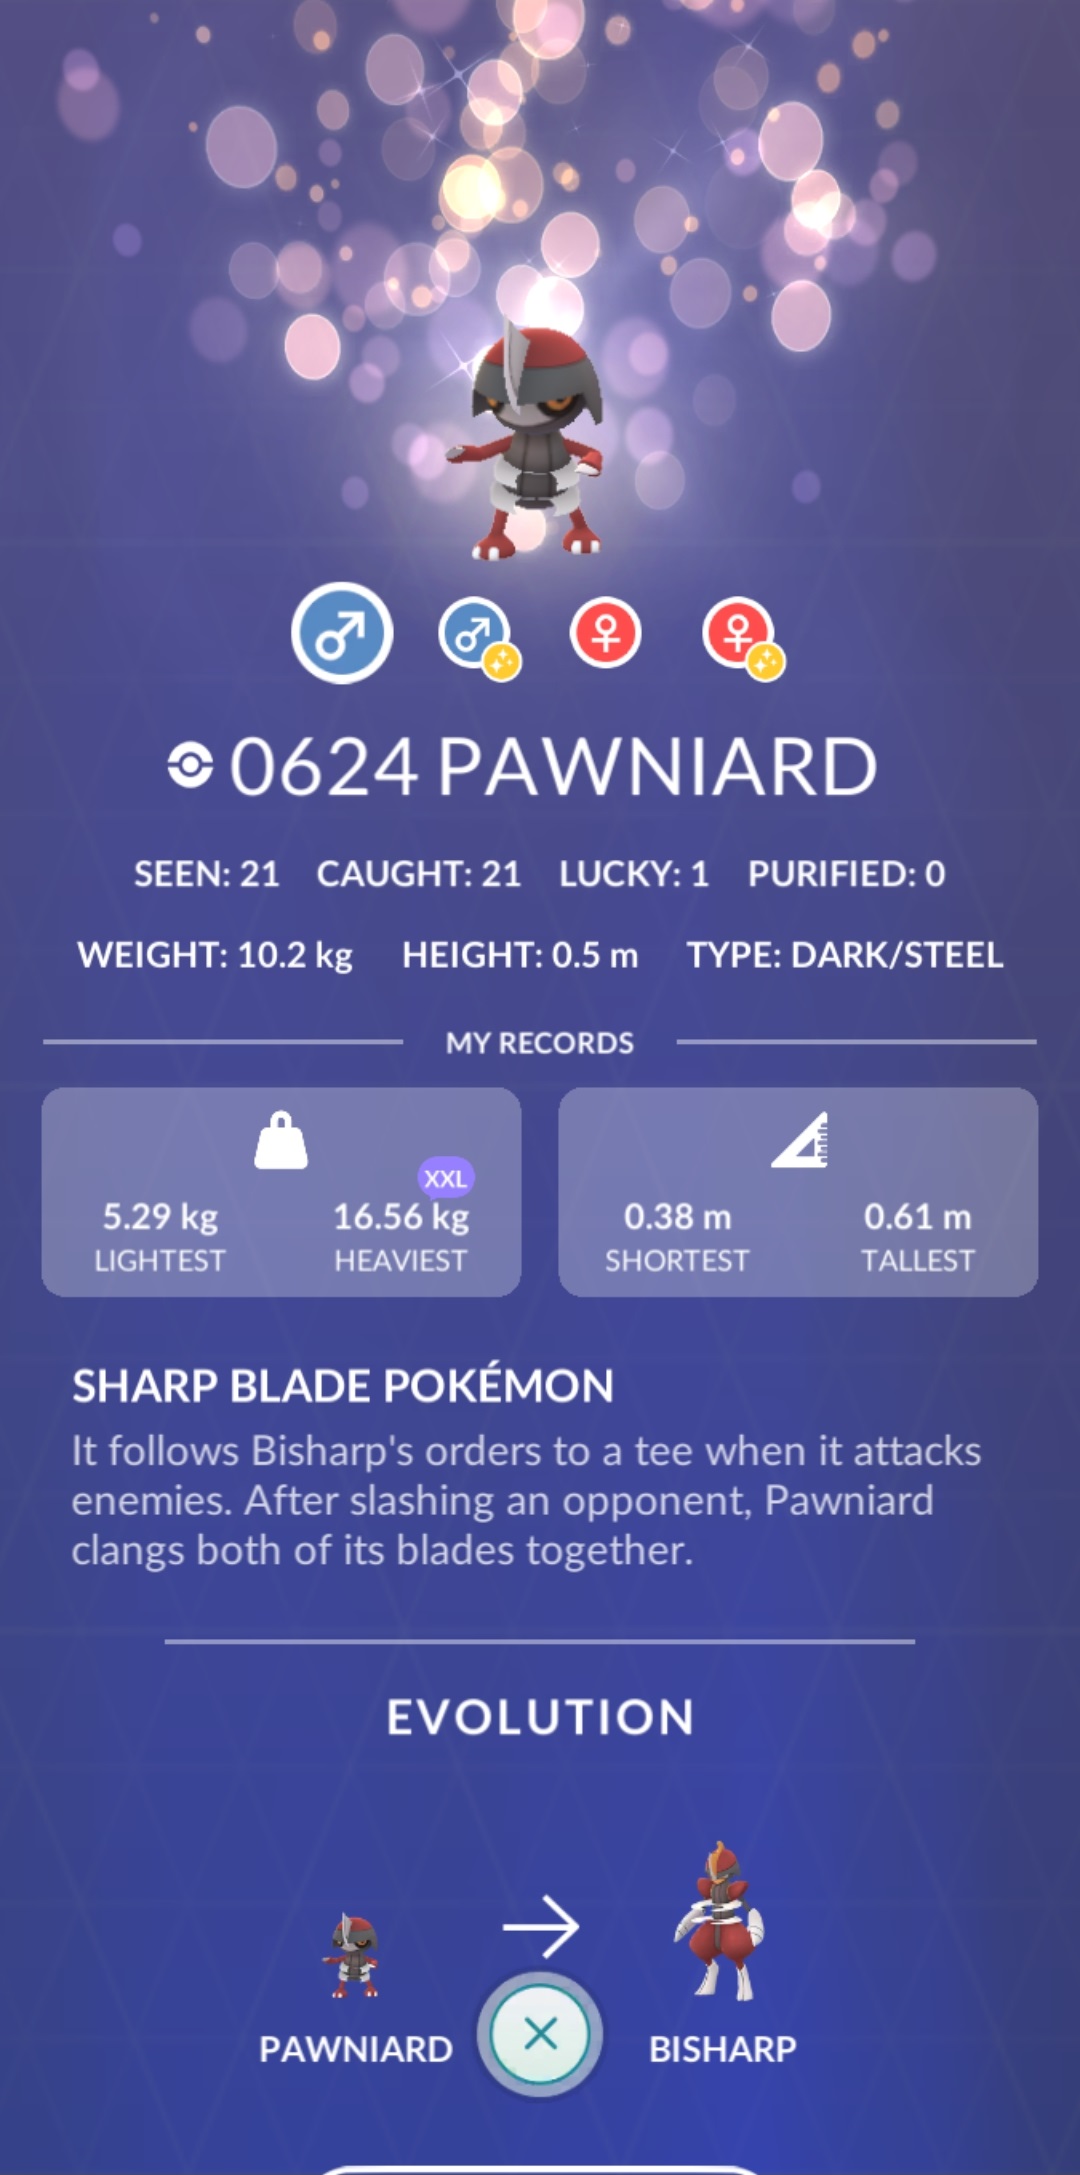 0624 PAWNIARD
SEEN: 21 CAUGHT: 21 LUCKY: 1 PURIFIED: 0
WEIGHT: 10.2 kg HEIGHT: 0.5 m TYPE: DARK/STEEL
MY RECORDS
XXL
5.29 kg 16.56 kg 0.38 m 0.61 m
LIGHTEST HEAVIEST SHORTEST TALLEST
SHARP BLADE POKÉMON
It follows Bisharp's orders to a tee when it attacks
enemies. After slashing an opponent, Pawniard
clangs both of its blades together.
EVOLUTION
PAWNIARD BISHARP